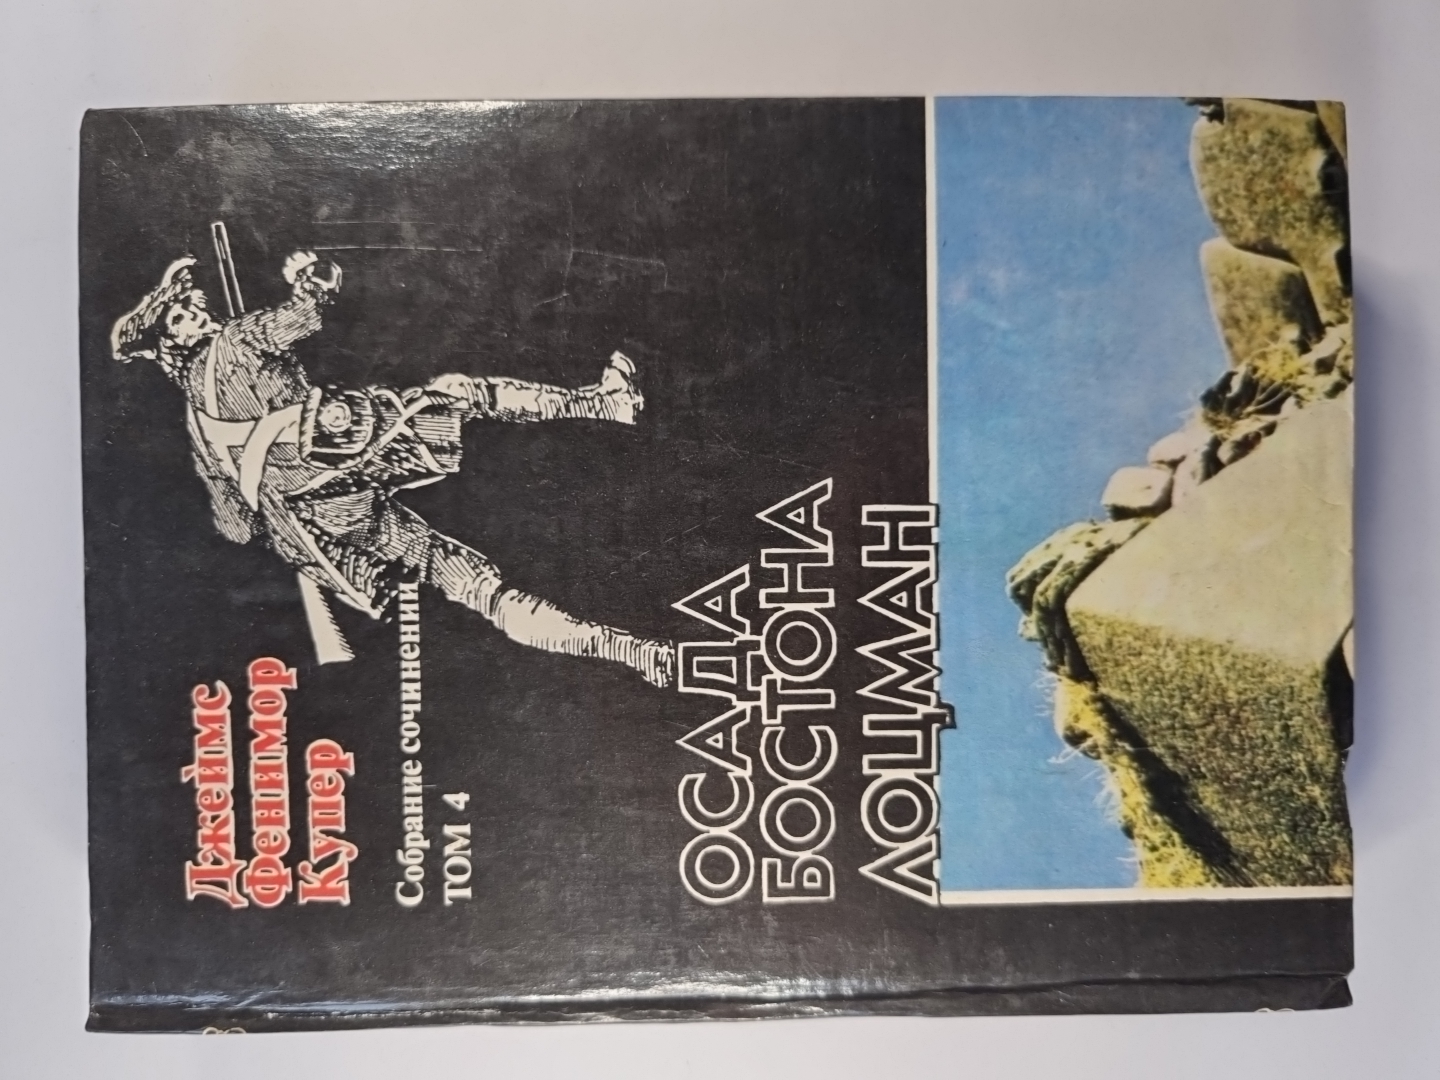 Джеймс
Фенимор
Купер
Собрание сочинений
ТОМ 4
ОСАДА
БОСТОНА
ЛОЦМАН